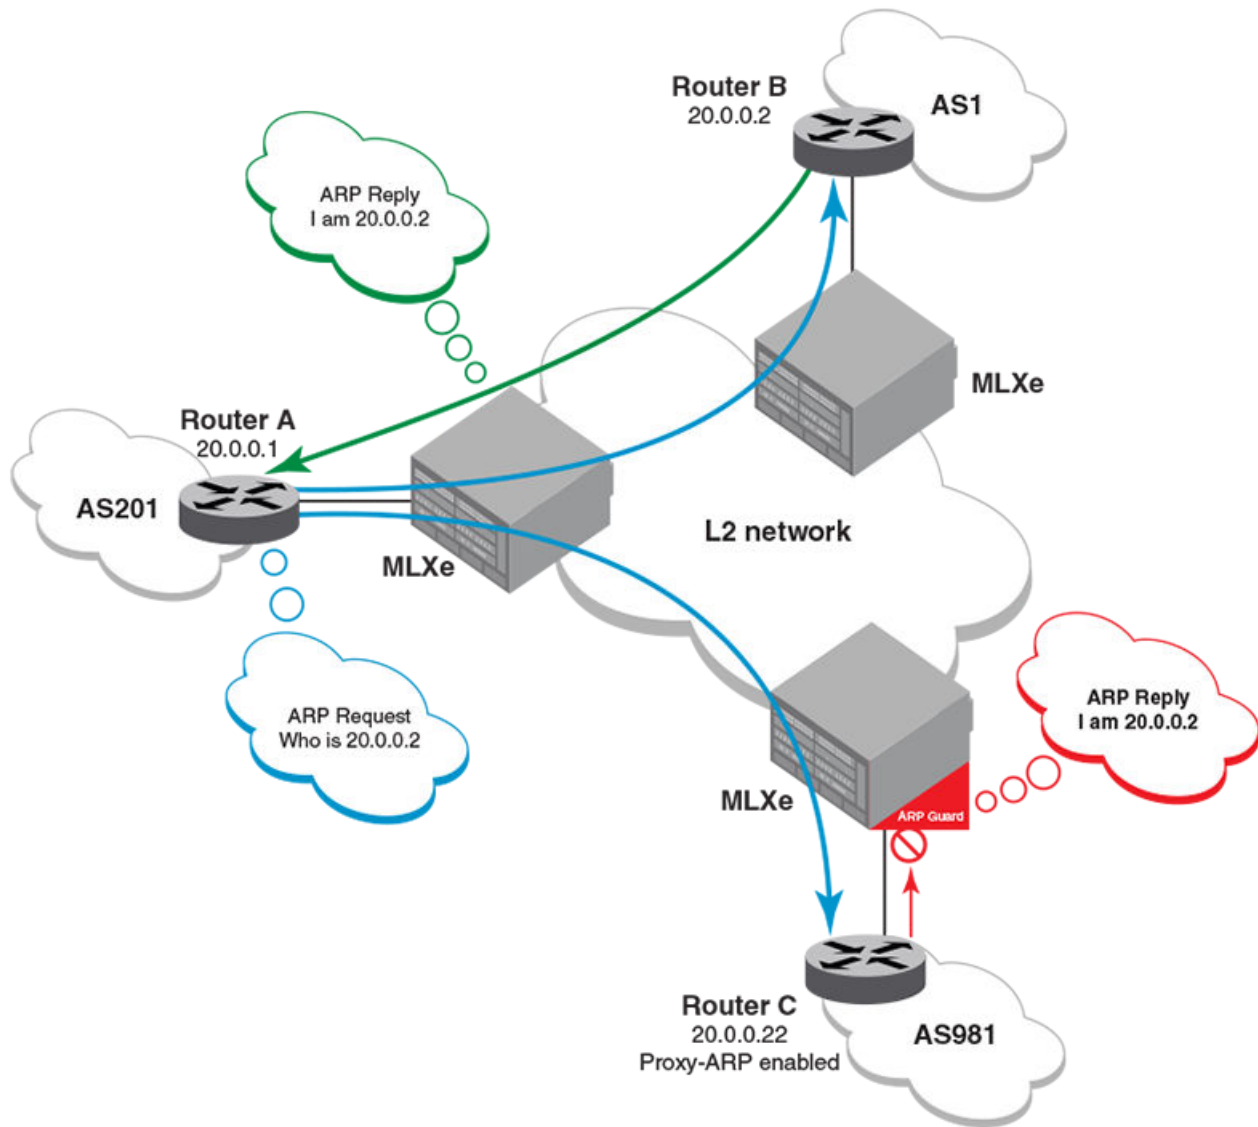 Router B
20.0.0.2
AS1
ARP Reply
I am 20.0.0.2
MLXe
Router A
20.0.0.1
AS201
MLXe
L2 network
ARP Request
Who is 20.0.0.2
ARP Reply
I am 20.0.0.2
MLXe
ARP Guard
Router C
20.0.0.22
Proxy-ARP enabled
AS981